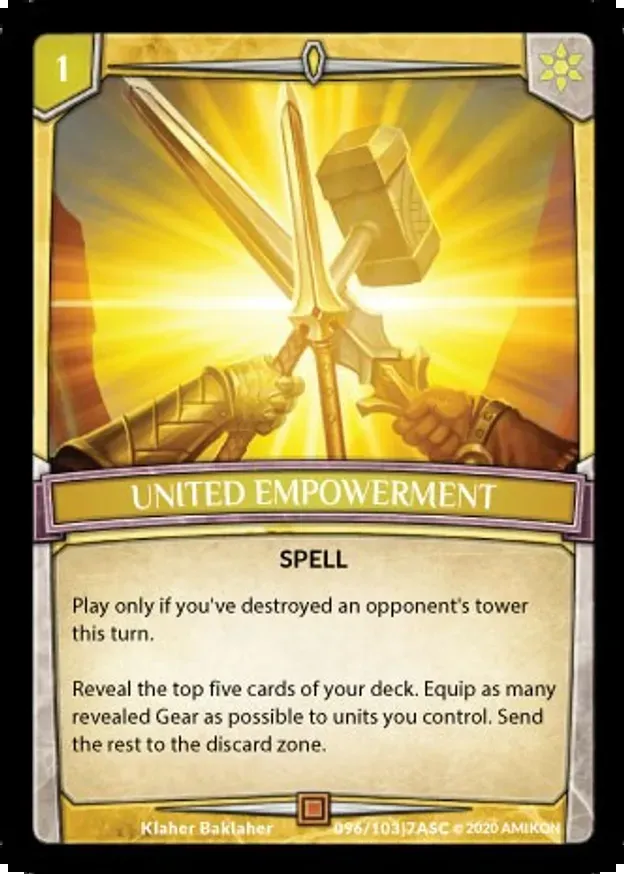 1
UNITED EMPOWERMENT
SPELL
Play only if you've destroyed an opponent's tower
this turn.
Reveal the top five cards of your deck. Equip as many
revealed Gear as possible to units you control. Send
the rest to the discard zone.
Klaher Baklaher 096/103|7ASC © 2020 AMIKON